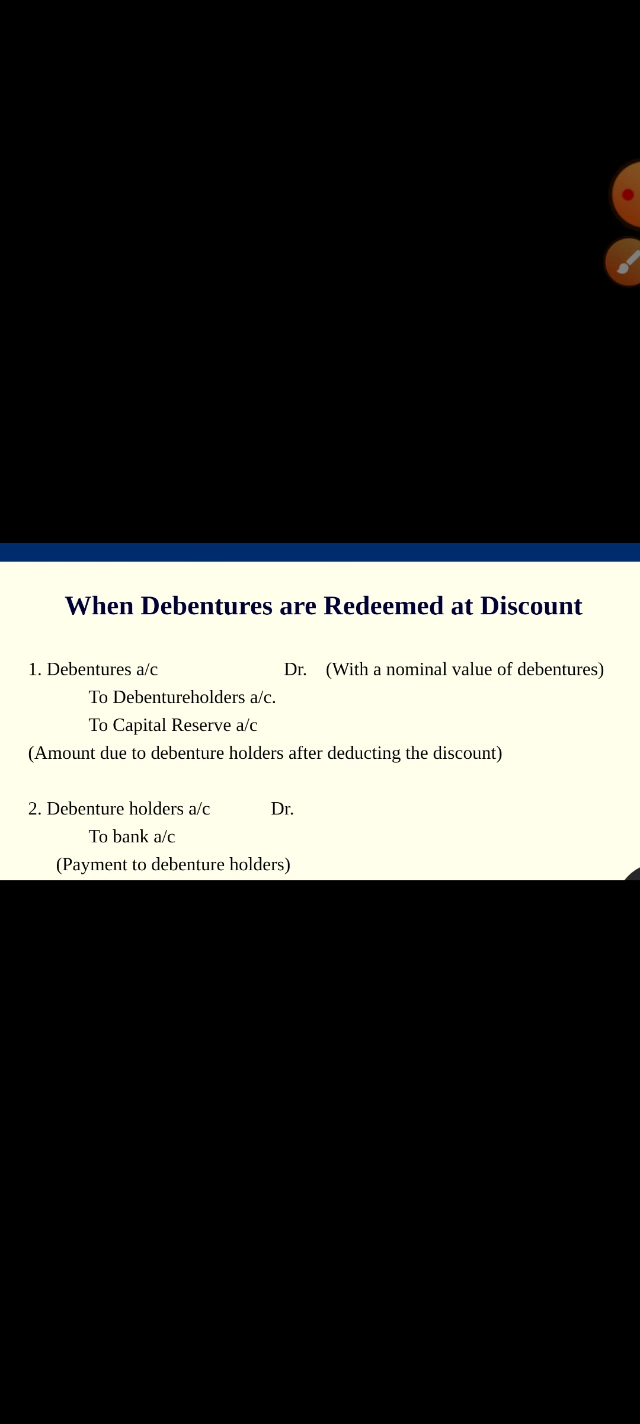 When Debentures are Redeemed at Discount
1. Debentures a/c Dr. (With a nominal value of debentures)
To Debentureholders a/c.
To Capital Reserve a/c
(Amount due to debenture holders after deducting the discount)
2. Debenture holders a/c Dr.
To bank a/c
(Payment to debenture holders)